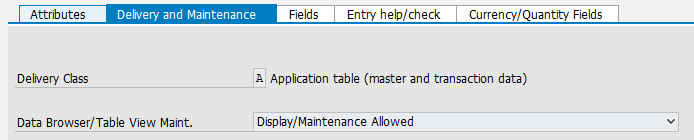 Attributes Delivery and Maintenance Fields Entry help/check Currency/Quantity Fields
Delivery Class A Application table (master and transaction data)
Data Browser/Table View Maint. Display/Maintenance Allowed